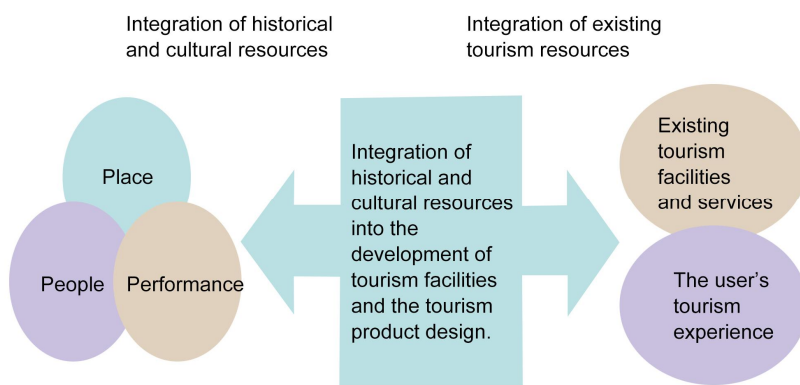 Integration of historical
and cultural resources
Integration of existing
tourism resources
Place
People
Performance
Integration of
historical and
cultural resources
into the
development of
tourism facilities
and the tourism
product design.
Existing
tourism
facilities
and services
The user's
tourism
experience